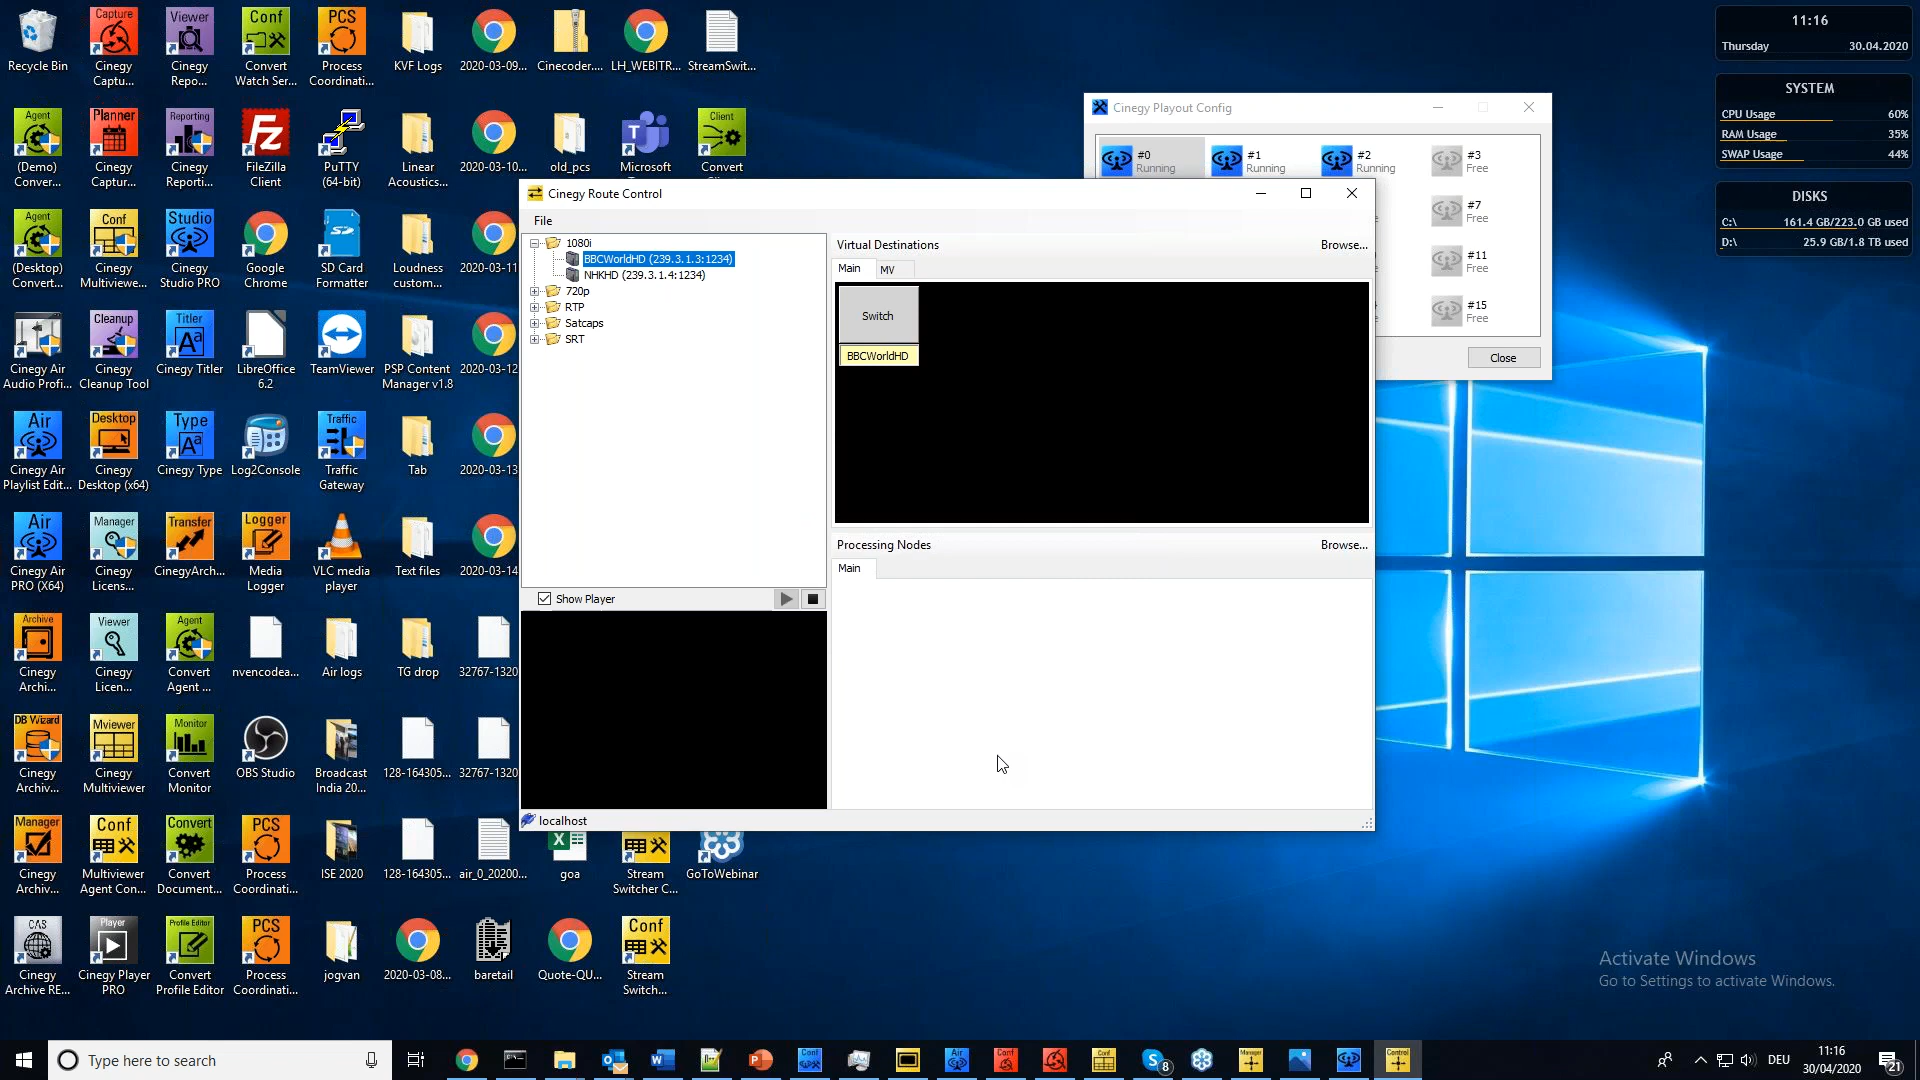 Recycle Bin
Capture
Cinegy
Captu...
Viewer
Cinegy
Repo...
Conf
Convert
Watch Ser...
PCS
Process
Coordinati...
KVF Logs
2020-03-09...
Cinecoder....
LH_WEBITR...
StreamSwit...
Agent
(Demo)
Conver...
Planner
Cinegy
Captur...
Reporting
Cinegy
Reporti...
FileZilla
Client
PuTTY
(64-bit)
Linear
Acoustics...
2020-03-10...
old_pcs
Microsoft
Client
Convert
Agent
(Desktop)
Convert...
Conf
Cinegy
Multiviewe...
Studio
Cinegy
Studio PRO
Google
Chrome
SD Card
Formatter
Loudness
custom...
2020-03-11
Cinegy Air
Audio Profi...
Cleanup
Cinegy
Cleanup Tool
Titler
Cinegy Titler
LibreOffice
6.2
TeamViewer
PSP Content
Manager v1.8
2020-03-12
Air
Cinegy Air
Playlist Edit...
Desktop
Cinegy
Desktop (x64)
Type
Cinegy Type
Log2Console
Traffic
Traffic
Gateway
Tab
2020-03-13
Air
Cinegy Air
PRO (X64)
Manager
Cinegy
Licens...
Transfer
CinegyArch...
Logger
Media
Logger
VLC media
player
Text files
2020-03-14
Archive
Cinegy
Archi...
Viewer
Cinegy
Licen...
Agent
Convert
Agent ...
nvencodea...
Air logs
TG drop
32767-1320
DB Wizard
Cinegy
Archiv...
Mviewer
Cinegy
Multiviewer
Monitor
Convert
Monitor
OBS Studio
Broadcast
India 20...
128-164305...
32767-1320
Manager
Cinegy
Archiv...
Conf
Multiviewer
Agent Con...
Convert
Cinegy
Document...
PCS
Process
Coordinati...
ISE 2020
128-164305...
air_0_20200...
goa
Stream
Switcher C...
GoToWebinar
CAS
Cinegy
Archive RE...
Player
Cinegy Player
PRO
Profile Editor
Convert
Profile Editor
PCS
Process
Coordinati...
jogvan
2020-03-08...
baretail
Quote-QU...
Conf
Stream
Switch...
Cinegy Playout Config
#0
Running
#1
Running
#2
Running
#3
Free
#7
Free
#11
Free
#15
Free
Close
Cinegy Route Control
File
1080i
BBCWorldHD (239.3.1.3:1234)
NHKHD (239.3.1.4:1234)
720p
RTP
Satcaps
SRT
Show Player
Virtual Destinations
Browse...
Main
MV
Switch
BBCWorldHD
Processing Nodes
Browse...
Main
localhost
11:16
Thursday 30.04.2020
SYSTEM
CPU Usage 60%
RAM Usage 35%
SWAP Usage 44%
DISKS
C:\ 161.4 GB/223.0 GB used
D:\ 25.9 GB/1.8 TB used
Activate Windows
Go to Settings to activate Windows.
Type here to search
DEU
11:16
30/04/2020
21